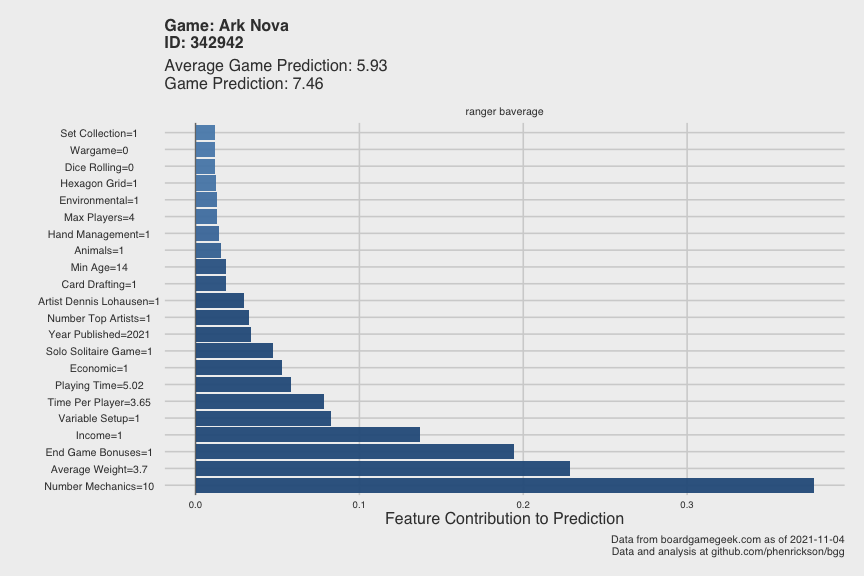 Game: Ark Nova
ID: 342942
Average Game Prediction: 5.93
Game Prediction: 7.46
ranger baverage
Set Collection=1
Wargame=0
Dice Rolling=0
Hexagon Grid=1
Environmental=1
Max Players=4
Hand Management=1
Animals=1
Min Age=14
Card Drafting=1
Artist Dennis Lohausen=1
Number Top Artists=1
Year Published=2021
Solo Solitaire Game=1
Economic=1
Playing Time=5.02
Time Per Player=3.65
Variable Setup=1
Income=1
End Game Bonuses=1
Average Weight=3.7
Number Mechanics=10
0.0 0.1 0.2 0.3
Feature Contribution to Prediction
Data from boardgamegeek.com as of 2021-11-04
Data and analysis at github.com/phenrickson/bgg